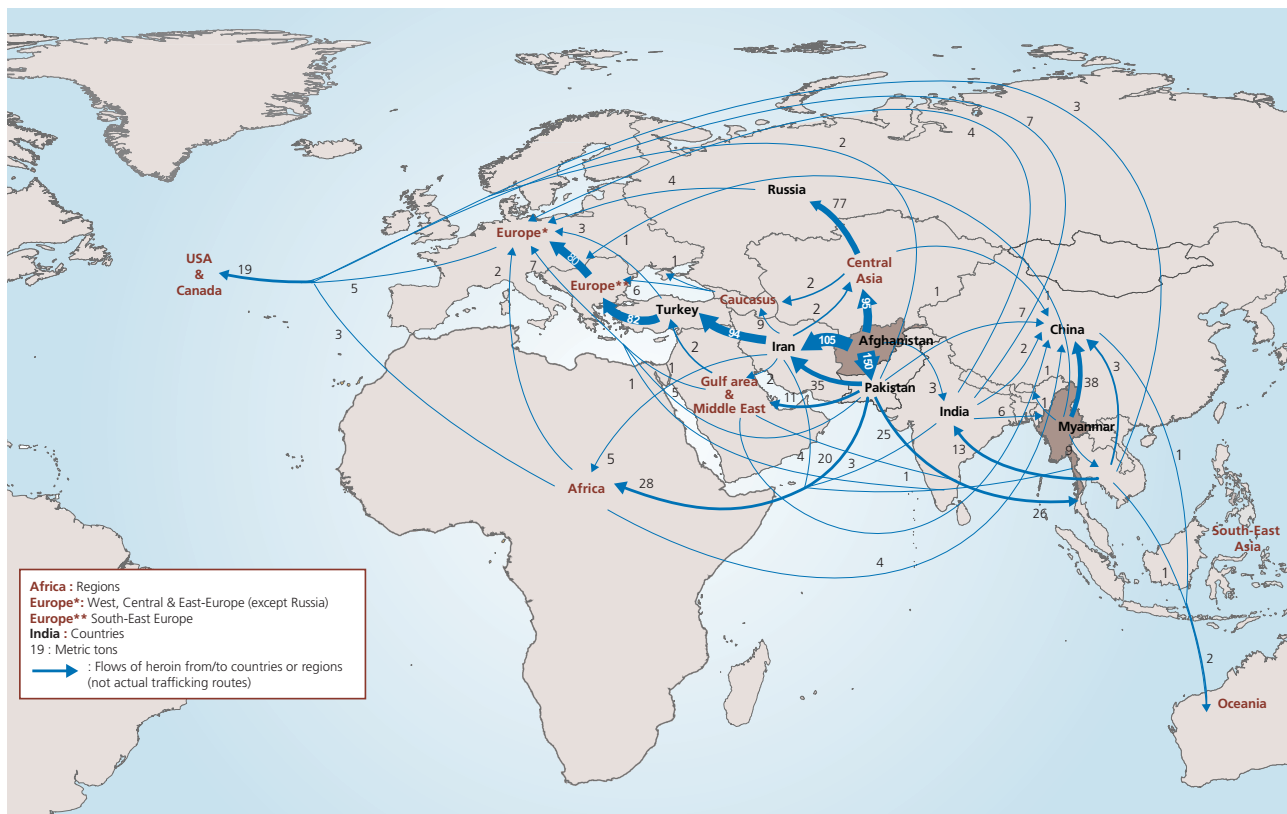 3
7
4
2
4
Russia
77
3
Europe*
1
USA
&
Canada
19
5
2
7
80
Europe**
6
1
Central
Asia
2
Caucasus
2
95
1
1
7
China
2
3
Turkey
82
94
9
Iran
105
Afghanistan
150
3
2
1
5
1
Gulf area
&
Middle East
2
11
35
5
Pakistan
3
India
6
1
1
38
3
Myanmar
9
25
13
4
20
3
1
5
28
Africa
26
1
4
South-East
Asia
1
2
Oceania
Africa : Regions
Europe*: West, Central & East-Europe (except Russia)
Europe** South-East Europe
India : Countries
19 : Metric tons
: Flows of heroin from/to countries or regions
(not actual trafficking routes)